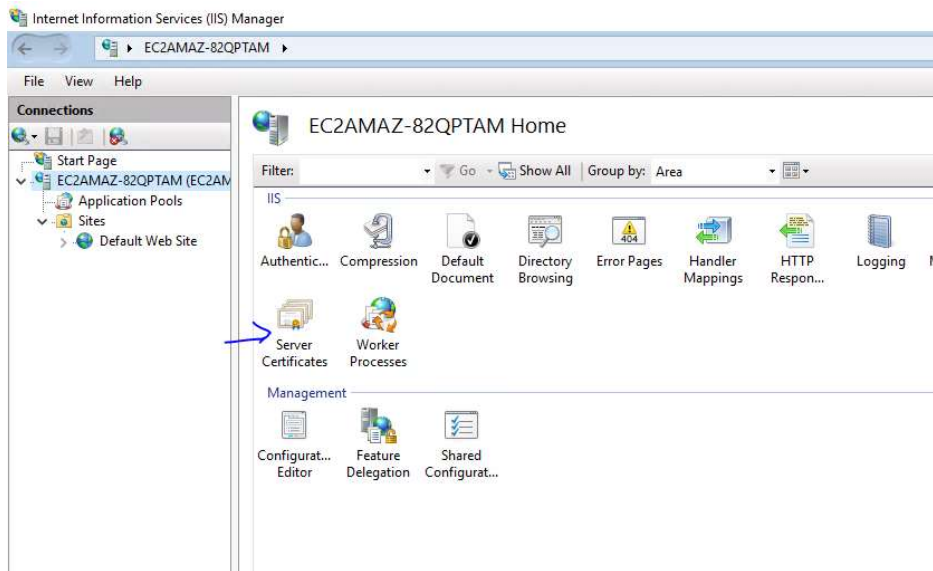 Internet Information Services (IIS) Manager
EC2AMAZ-82QPTAM
File View Help
Connections
Start Page
EC2AMAZ-82QPTAM (EC2AM
Application Pools
Sites
Default Web Site
EC2AMAZ-82QPTAM Home
Filter: Go Show All Group by: Area
IIS
Authentic... Compression Default Document Directory Browsing Error Pages Handler Mappings HTTP Respon... Logging M
Server Certificates Worker Processes
404
Management
Configurat... Editor Feature Delegation Shared Configurat...